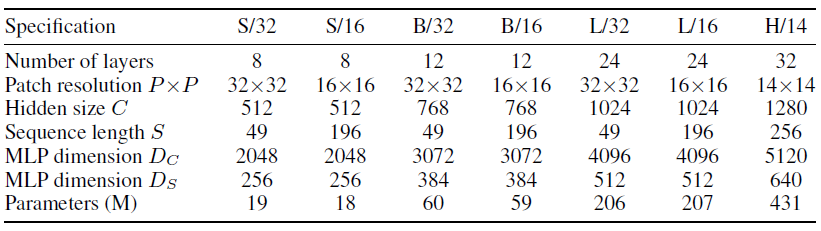 Specification S/32 S/16 B/32 B/16 L/32 L/16 H/14
Number of layers 8 8 12 12 24 24 32
Patch resolution P×P 32×32 16×16 32×32 16×16 32×32 16×16 14×14
Hidden size C 512 512 768 768 1024 1024 1280
Sequence length S 49 196 49 196 49 196 256
MLP dimension D_C 2048 2048 3072 3072 4096 4096 5120
MLP dimension D_S 256 256 384 384 512 512 640
Parameters (M) 19 18 60 59 206 207 431